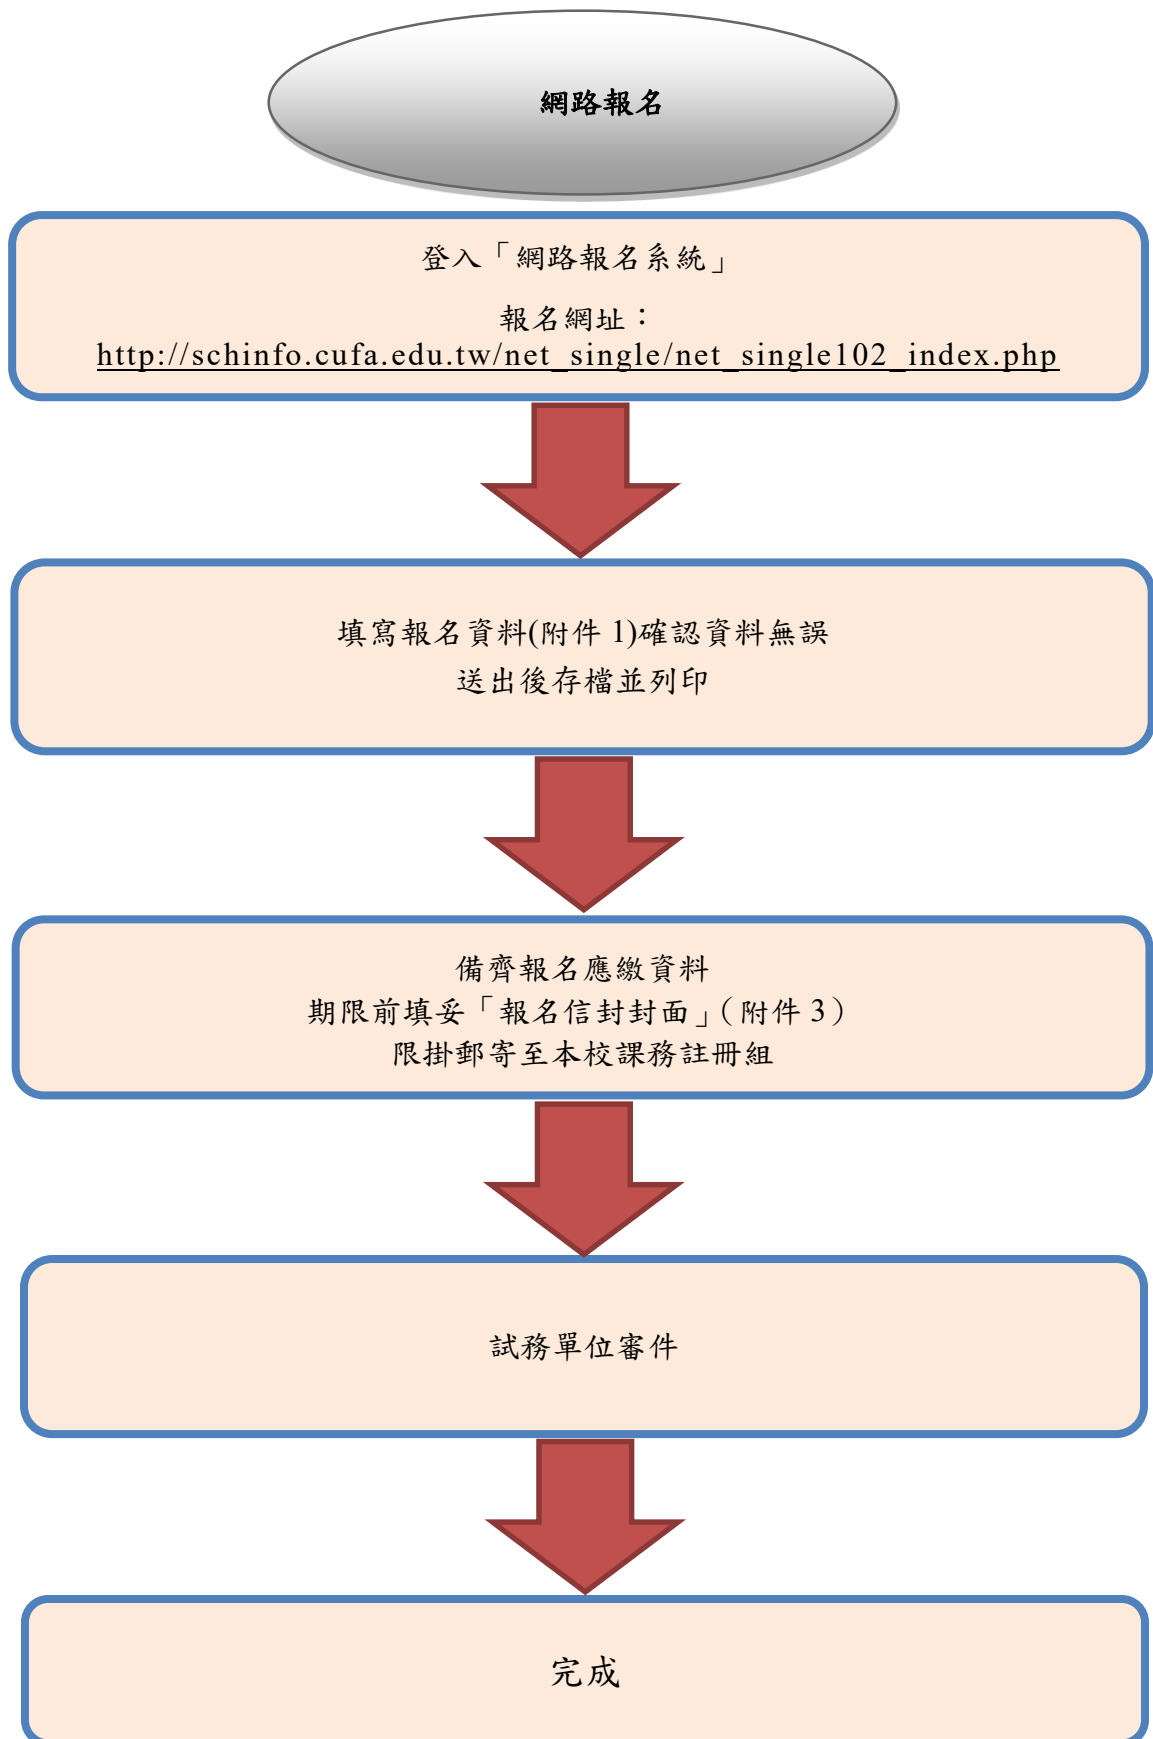 網路報名
登入「網路報名系統」
報名網址：
http://schinfo.cufa.edu.tw/net_single/net_single102_index.php
填寫報名資料(附件 1)確認資料無誤
送出後存檔並列印
備齊報名應繳資料
期限前填妥「報名信封封面」（附件 3）
限掛郵寄至本校課務註冊組
試務單位審件
完成